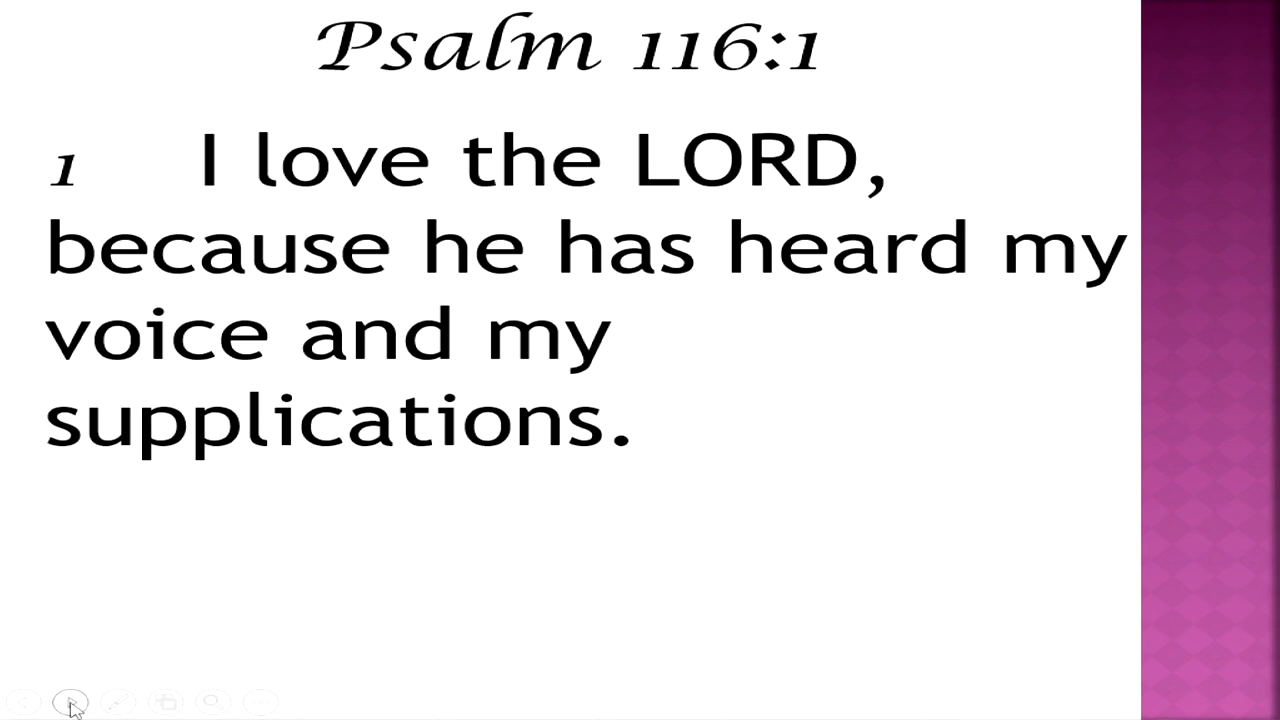 Psalm 116:1
1 I love the LORD,
because he has heard my
voice and my
supplications.